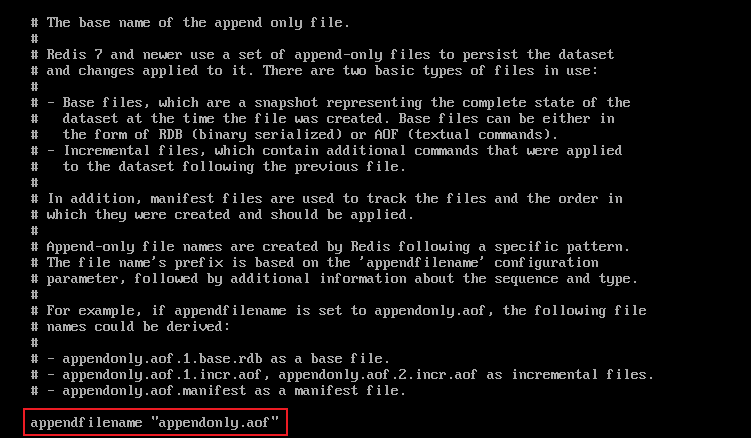 # The base name of the append only file.
#
# Redis 7 and newer use a set of append-only files to persist the dataset
# and changes applied to it. There are two basic types of files in use:
#
# - Base files, which are a snapshot representing the complete state of the
#   dataset at the time the file was created. Base files can be either in
#   the form of RDB (binary serialized) or AOF (textual commands).
# - Incremental files, which contain additional commands that were applied
#   to the dataset following the previous file.
#
# In addition, manifest files are used to track the files and the order in
# which they were created and should be applied.
#
# Append-only file names are created by Redis following a specific pattern.
# The file name's prefix is based on the 'appendfilename' configuration
# parameter, followed by additional information about the sequence and type.
#
# For example, if appendfilename is set to appendonly.aof, the following file
# names could be derived:
#
# - appendonly.aof.1.base.rdb as a base file.
# - appendonly.aof.1.incr.aof, appendonly.aof.2.incr.aof as incremental files.
# - appendonly.aof.manifest as a manifest file.
appendfilename "appendonly.aof"